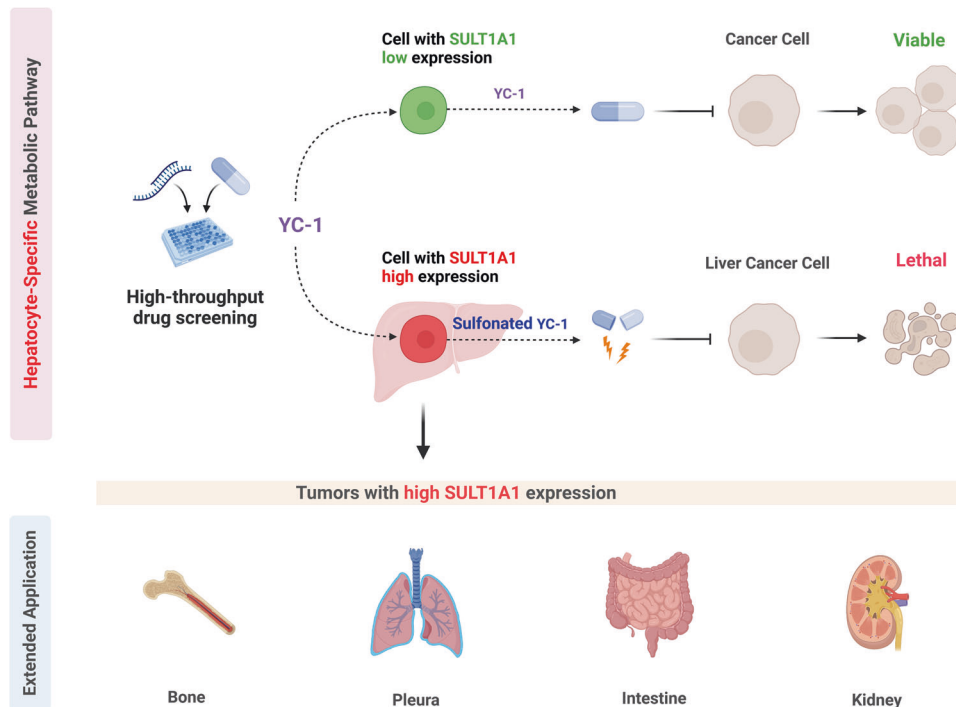 Hepatocyte-Specific Metabolic Pathway
High-throughput
drug screening
YC-1
Cell with SULT1A1
low expression
YC-1
Cancer Cell
Viable
Cell with SULT1A1
high expression
Sulfonated YC-1
Liver Cancer Cell
Lethal
Tumors with high SULT1A1 expression
Extended Application
Bone
Pleura
Intestine
Kidney